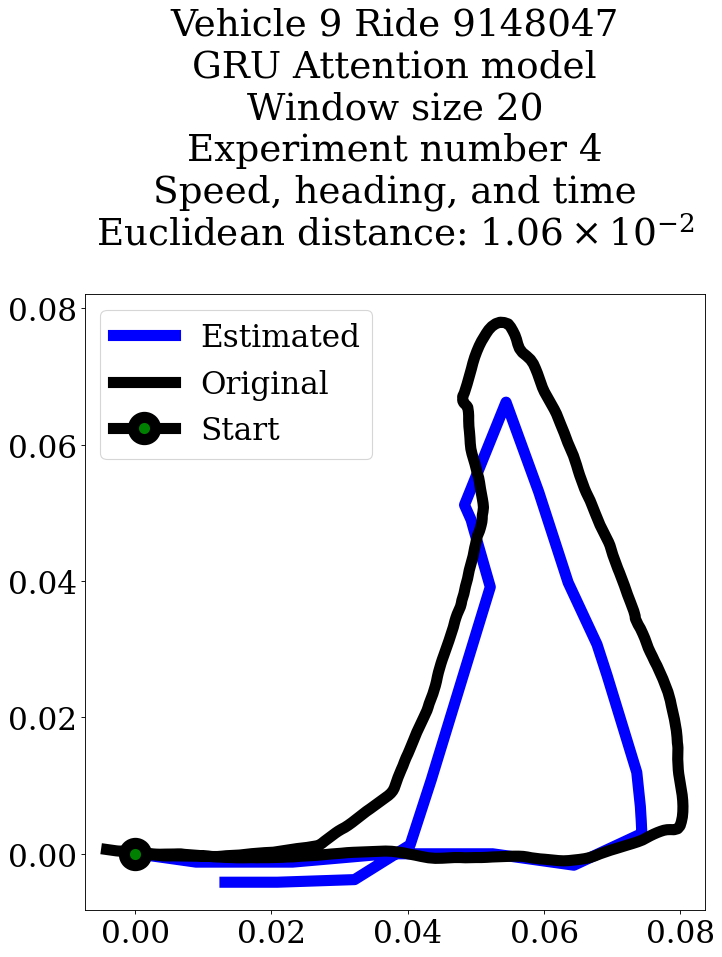 Vehicle 9 Ride 9148047
GRU Attention model
Window size 20
Experiment number 4
Speed, heading, and time
Euclidean distance: 1.06 × 10⁻²
0.08
Estimated
Original
Start
0.06
0.04
0.02
0.00
0.00 0.02 0.04 0.06 0.08